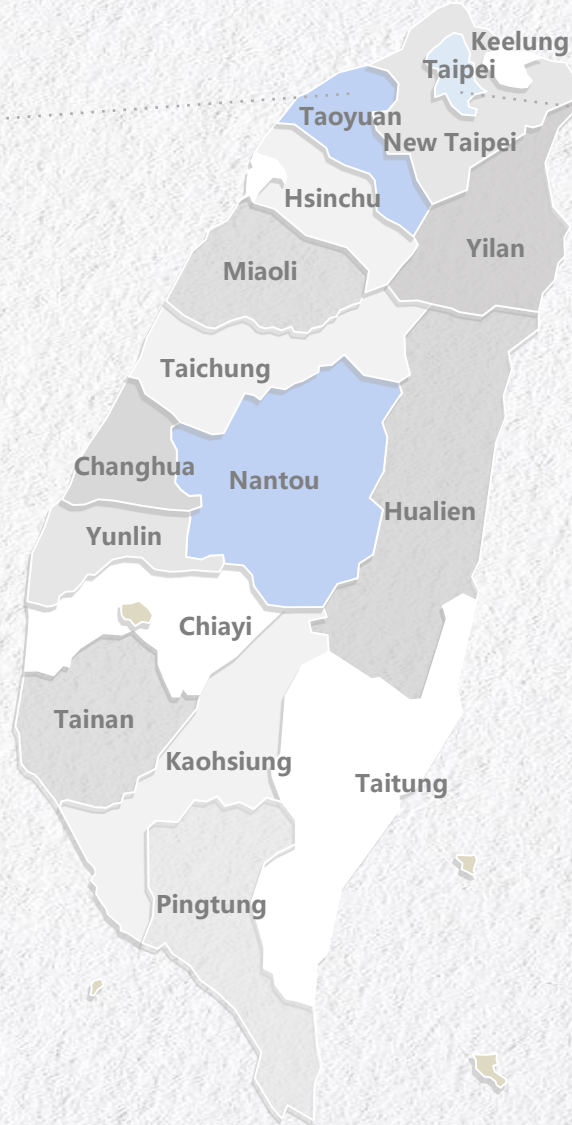 Keelung
Taipei
Taoyuan
New Taipei
Hsinchu
Yilan
Miaoli
Taichung
Changhua
Nantou
Hualien
Yunlin
Chiayi
Tainan
Kaohsiung
Taitung
Pingtung